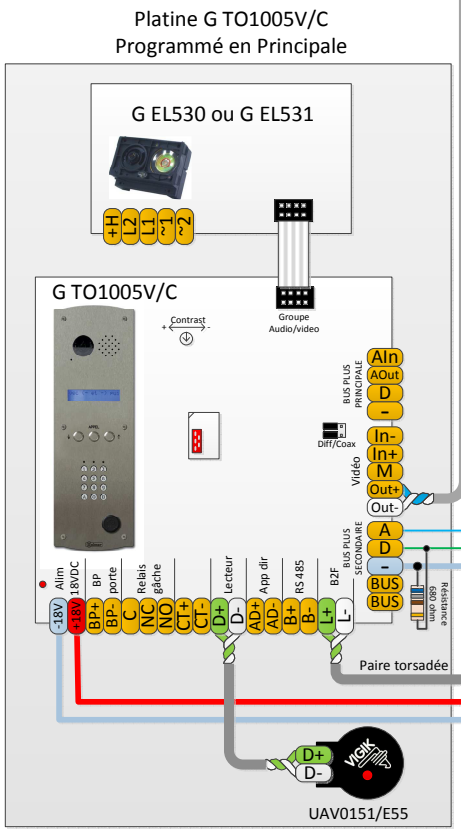 Platine G TO1005V/C
Programmé en Principale
G EL530 ou G EL531
+H
L2
L1
~1
~2
G TO1005V/C
Contrast
+ -
Groupe
Audio/video
Diff/Coax
BUS PLUS
PRINCIPALE
AIn
AOut
D
-
Vidéo
In-
In+
M
Out+
Out-
BUS PLUS
SECONDAIRE
A
D
-
BUS
BUS
Résistance
680 ohm
APPEL
Alim
18VDC
BP
porte
Relais
gâche
Lecteur
App dir
RS 485
B2F
-18V
+18V
BP+
BP-
C
NC
NO
CT+
CT-
D+
D-
AD+
AD-
B+
B-
L+
L-
Paire torsadée
D+
D-
VIGIK
UAV0151/E55